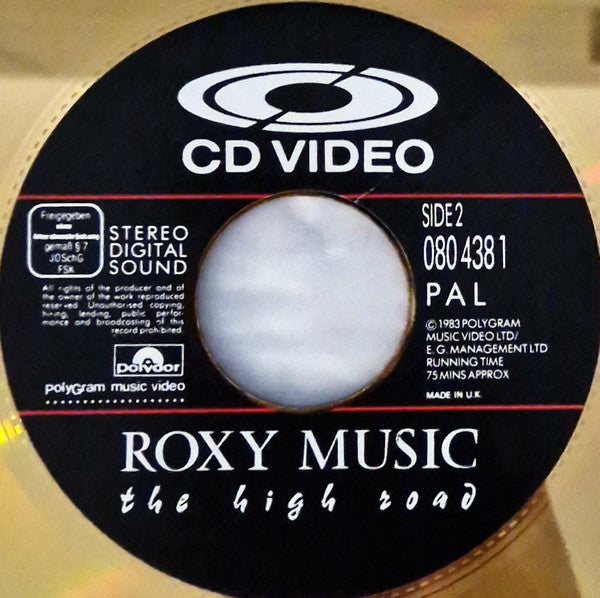 CD VIDEO
Freigegeben
ohne
Altersbeschränkung
gemäß § 7
JÖSchG
FSK
STEREO
DIGITAL
SOUND
All rights of the producer and of
the owner of the work reproduced
reserved. Unauthorised copying,
hiring, lending, public perfor-
mance and broadcasting of this
record prohibited.
polydor
polyGram music video
SIDE 2
080 438 1
PAL
© 1983 POLYGRAM
MUSIC VIDEO LTD/
E.G. MANAGEMENT LTD
RUNNING TIME
75 MINS APPROX
MADE IN U.K.
ROXY MUSIC
the high road